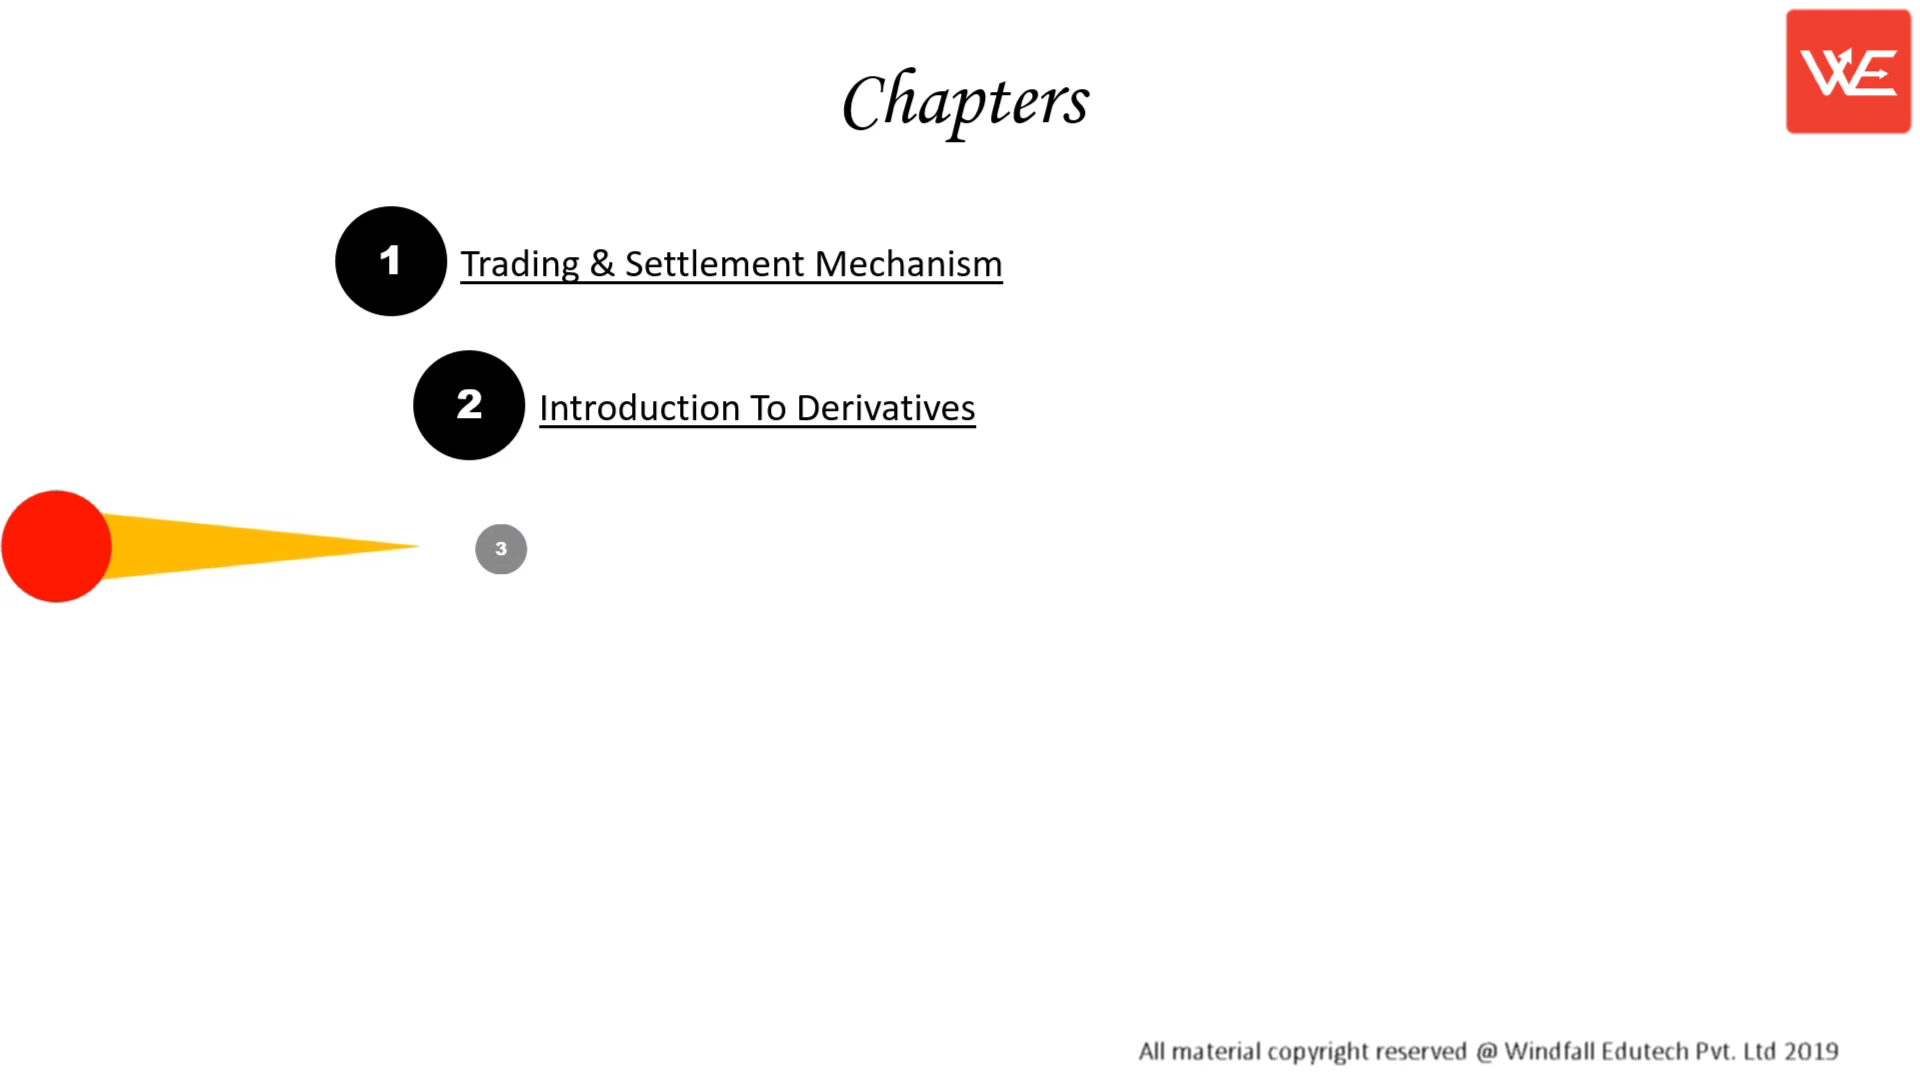 Chapters
WE
1 Trading & Settlement Mechanism
2 Introduction To Derivatives
3
All material copyright reserved @ Windfall Edutech Pvt. Ltd 2019